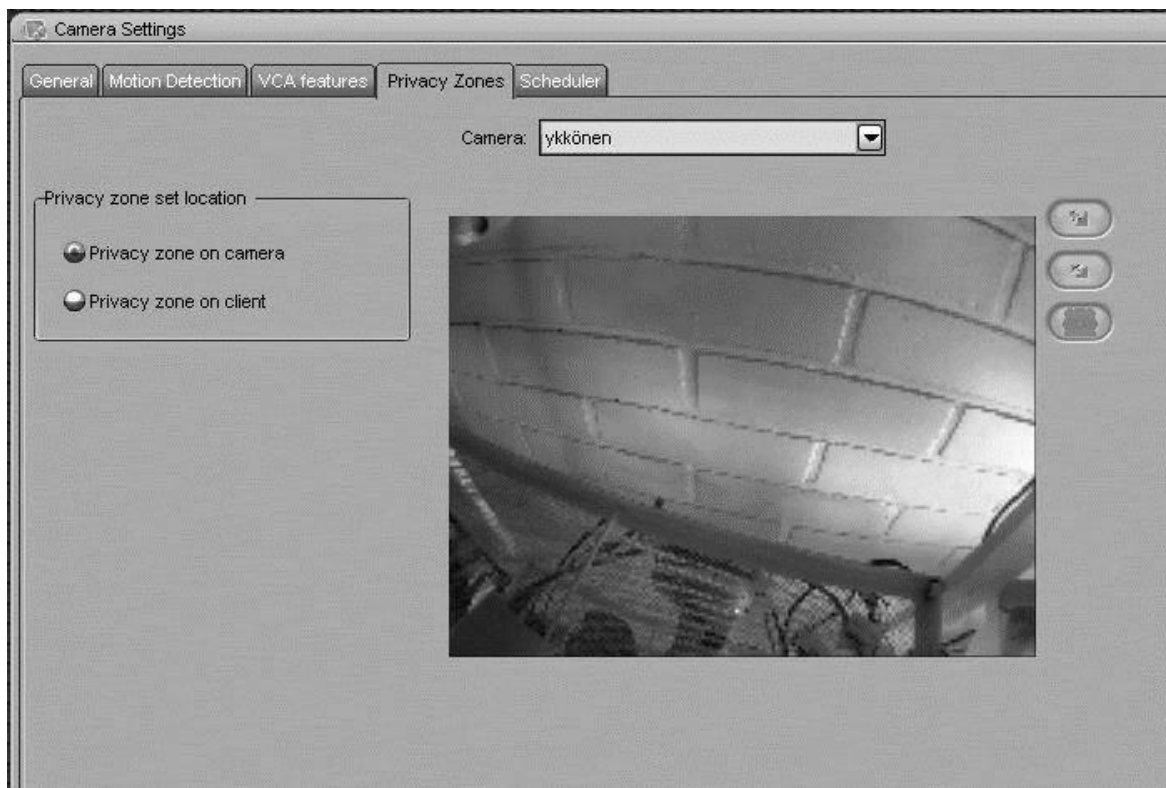 Camera Settings
General Motion Detection VCA features Privacy Zones Scheduler
Camera: ykkönen
Privacy zone set location
Privacy zone on camera
Privacy zone on client